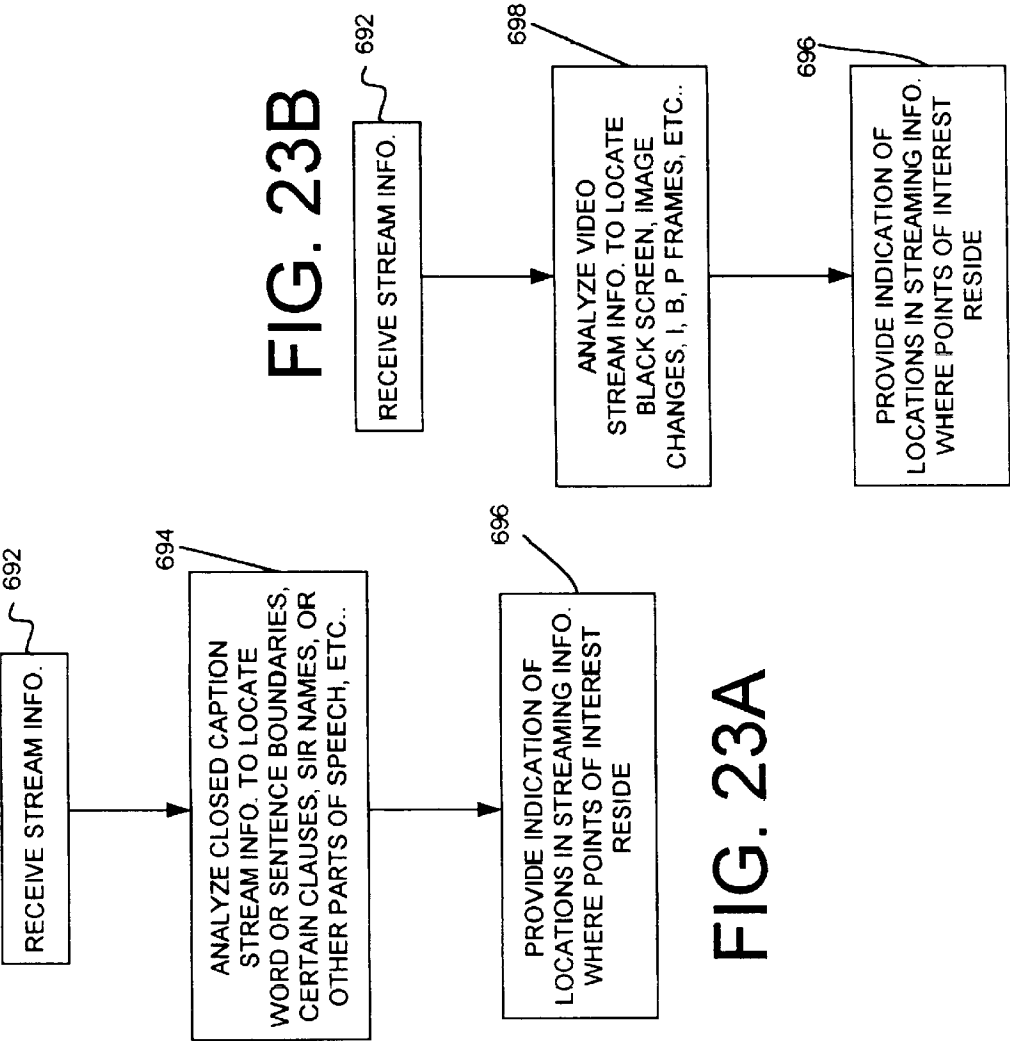 692
RECEIVE STREAM INFO.
694
ANALYZE CLOSED CAPTION
STREAM INFO. TO LOCATE
WORD OR SENTENCE BOUNDARIES,
CERTAIN CLAUSES, SIR NAMES, OR
OTHER PARTS OF SPEECH, ETC..
696
PROVIDE INDICATION OF
LOCATIONS IN STREAMING INFO.
WHERE POINTS OF INTEREST
RESIDE
FIG. 23A
FIG. 23B
692
RECEIVE STREAM INFO.
698
ANALYZE VIDEO
STREAM INFO. TO LOCATE
BLACK SCREEN, IMAGE
CHANGES, I, B, P FRAMES, ETC..
696
PROVIDE INDICATION OF
LOCATIONS IN STREAMING INFO.
WHERE POINTS OF INTEREST
RESIDE